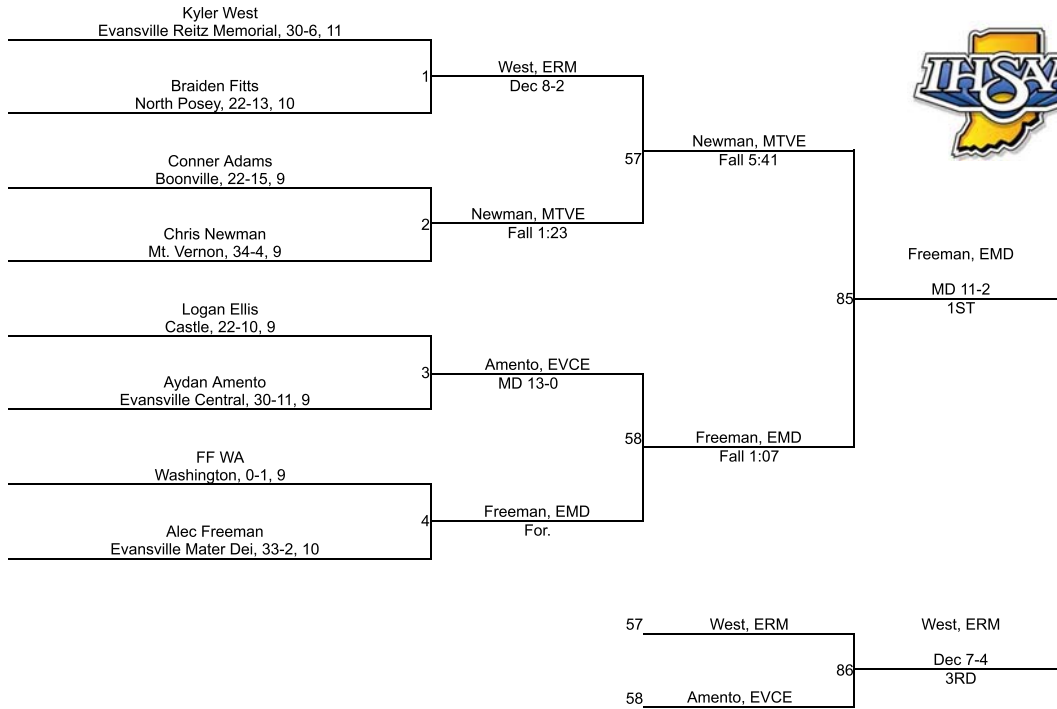 Kyler West
Evansville Reitz Memorial, 30-6, 11
1
West, ERM
Dec 8-2
Braiden Fitts
North Posey, 22-13, 10
IHSAA
57
Newman, MTVE
Fall 5:41
Conner Adams
Boonville, 22-15, 9
2
Newman, MTVE
Fall 1:23
Chris Newman
Mt. Vernon, 34-4, 9
Freeman, EMD
85
MD 11-2
1ST
Logan Ellis
Castle, 22-10, 9
3
Amento, EVCE
MD 13-0
Aydan Amento
Evansville Central, 30-11, 9
58
Freeman, EMD
Fall 1:07
FF WA
Washington, 0-1, 9
4
Freeman, EMD
For.
Alec Freeman
Evansville Mater Dei, 33-2, 10
57
West, ERM
West, ERM
86
Dec 7-4
3RD
58
Amento, EVCE